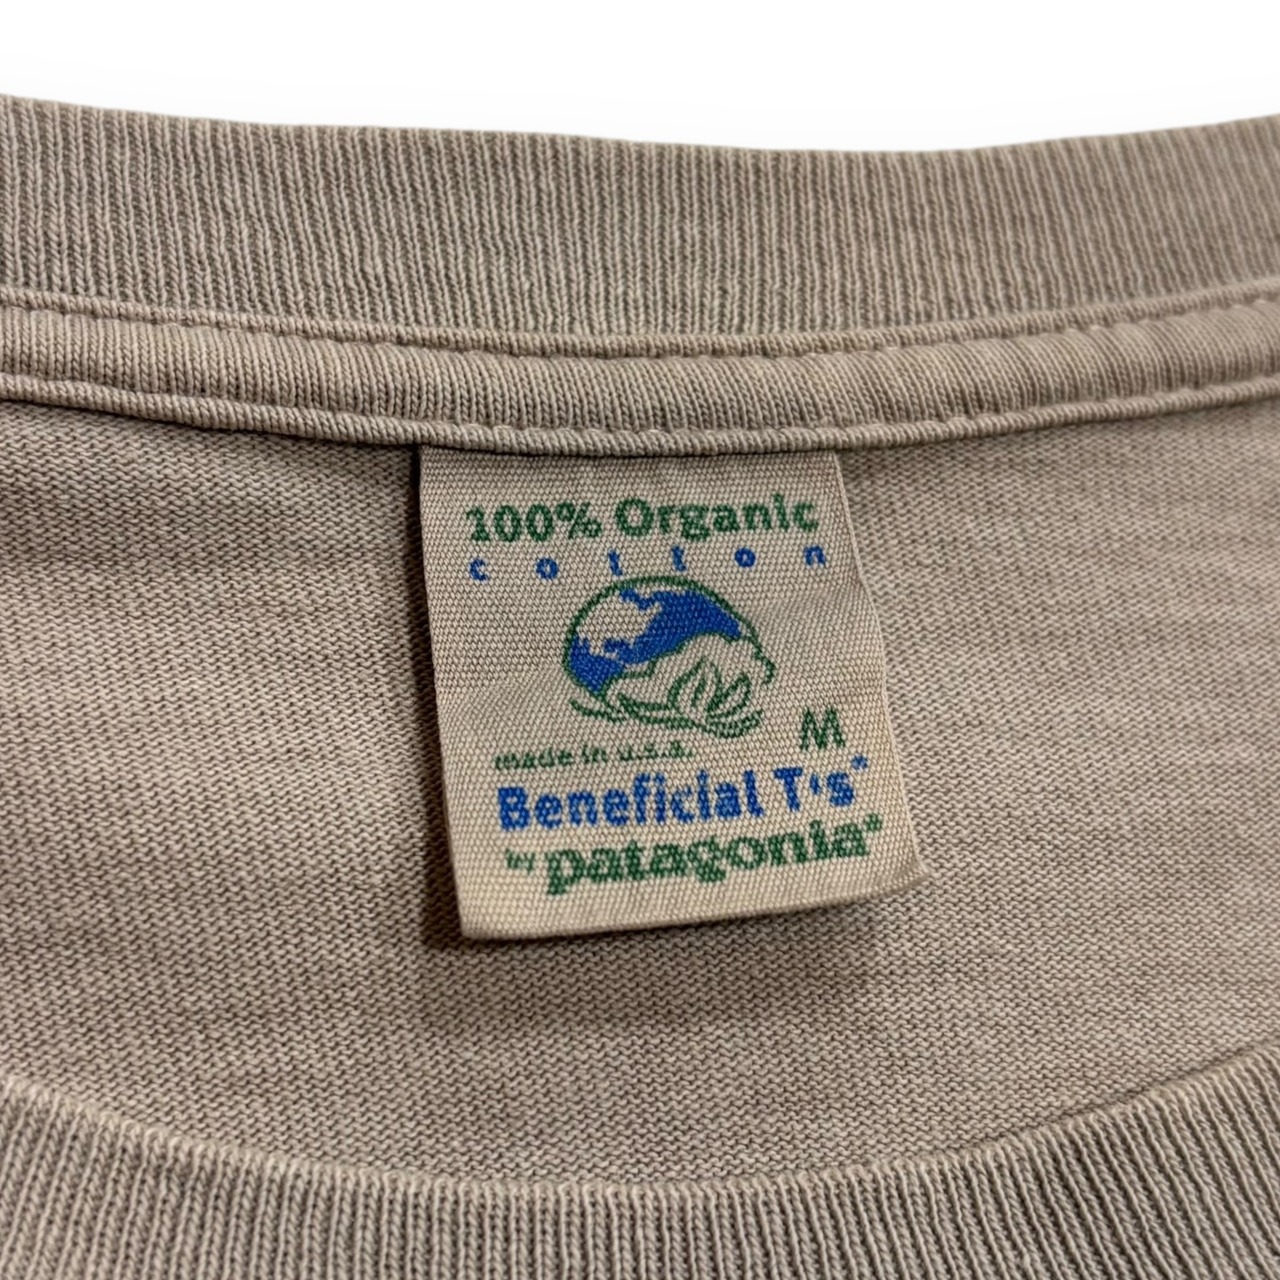 100% Organic
cotton
M
made in u.s.a.
Beneficial T's
by patagonia®